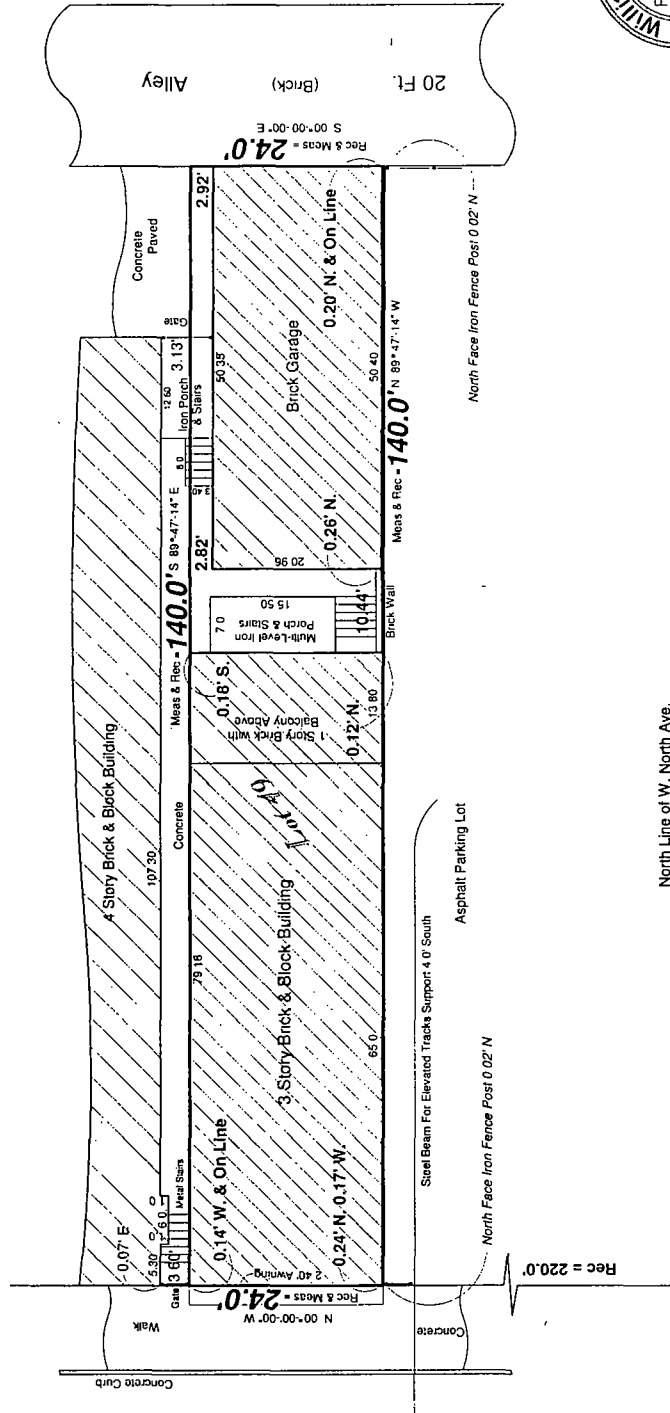 Willi
20 Ft.
(Brick)
Alley
S 00°-00'-00" E
Rec & Meas = 24.0'
Concrete
Paved
2.92'
0.20' N. & On Line
North Face Iron Fence Post 0 02' N
Gate
3.13'
12 60
Iron Porch
& Stairs
6.0
3.40
50 35
Brick Garage
50 40
Meas & Rec - 140.0' N 89°-47'-14" W
4 Story Brick & Block Building
107 30
Meas & Rec = 140.0' S 89°-47'-14" E
Concrete
2.82'
20 96
0.26' N.
Multi-Level Iron
Porch & Stairs
15 50
7 0
10.44'
Brick Wall
0.18' S.
1 Story Brick with
Balcony Above
0.12' N.
13 80
Lot 49
3 Story Brick & Block Building
79 16
65 0
Asphalt Parking Lot
Steel Beam For Elevated Tracks Support 4 0' South
North Face Iron Fence Post 0 02' N
North Line of W. North Ave.
0.07' E
5.30'
1 0
6 0
1.0
Metal Stairs
Gate
3 60'
0.14' W. & On Line
2 40' Awning
0.24' N. 0.17' W.
Rec & Meas = 24.0'
N 00°-00'-00" W
Walk
Concrete
Concrete Curb
Rec = 220.0'